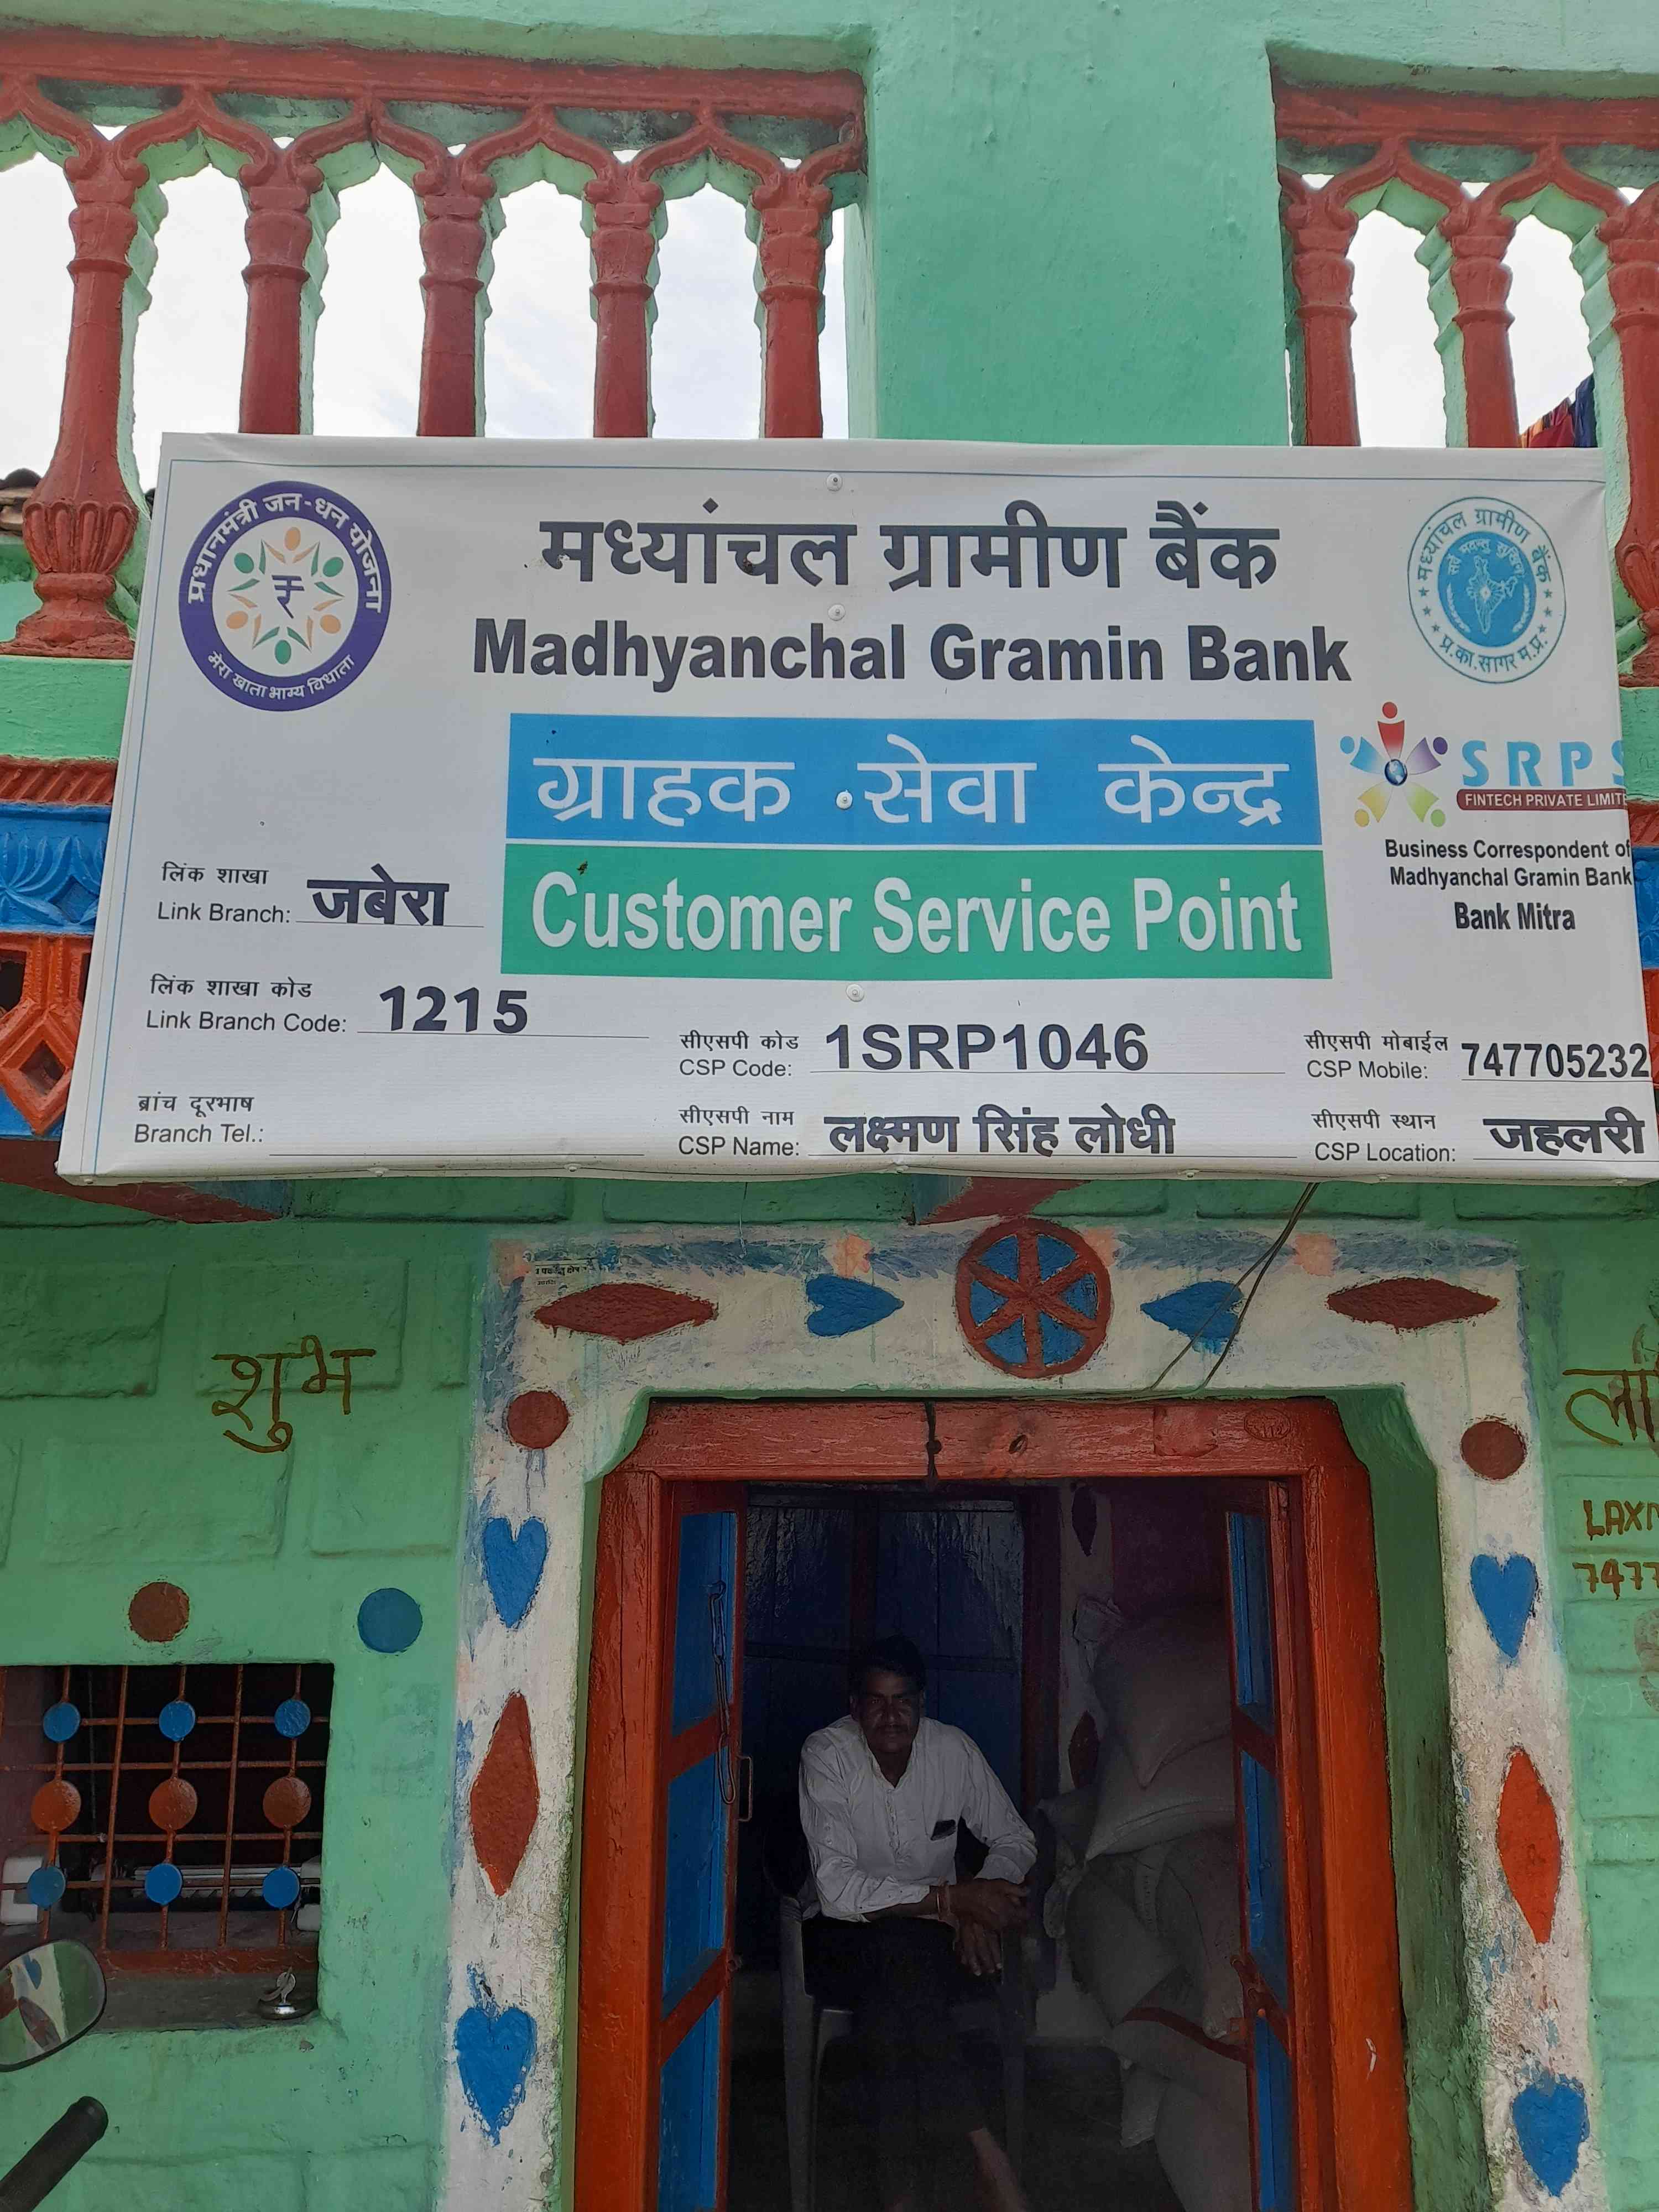 प्रधानमंत्री जन-धन योजना
मेरा खाता भाग्य विधाता
मध्यांचल ग्रामीण बैंक
Madhyanchal Gramin Bank
मध्यांचल ग्रामीण बैंक
प्र.का.सागर म.प्र.
ग्राहक सेवा केन्द्र
Customer Service Point
SRPS
FINTECH PRIVATE LIMITE
Business Correspondent of
Madhyanchal Gramin Bank
Bank Mitra
लिंक शाखा
Link Branch: जबेरा
लिंक शाखा कोड
Link Branch Code: 1215
ब्रांच दूरभाष
Branch Tel.:
सीएसपी कोड
CSP Code: 1SRP1046
सीएसपी मोबाईल
CSP Mobile: 747705232
सीएसपी नाम
CSP Name: लक्ष्मण सिंह लोधी
सीएसपी स्थान
CSP Location: जहलरी
शुभ
LAXM
7477